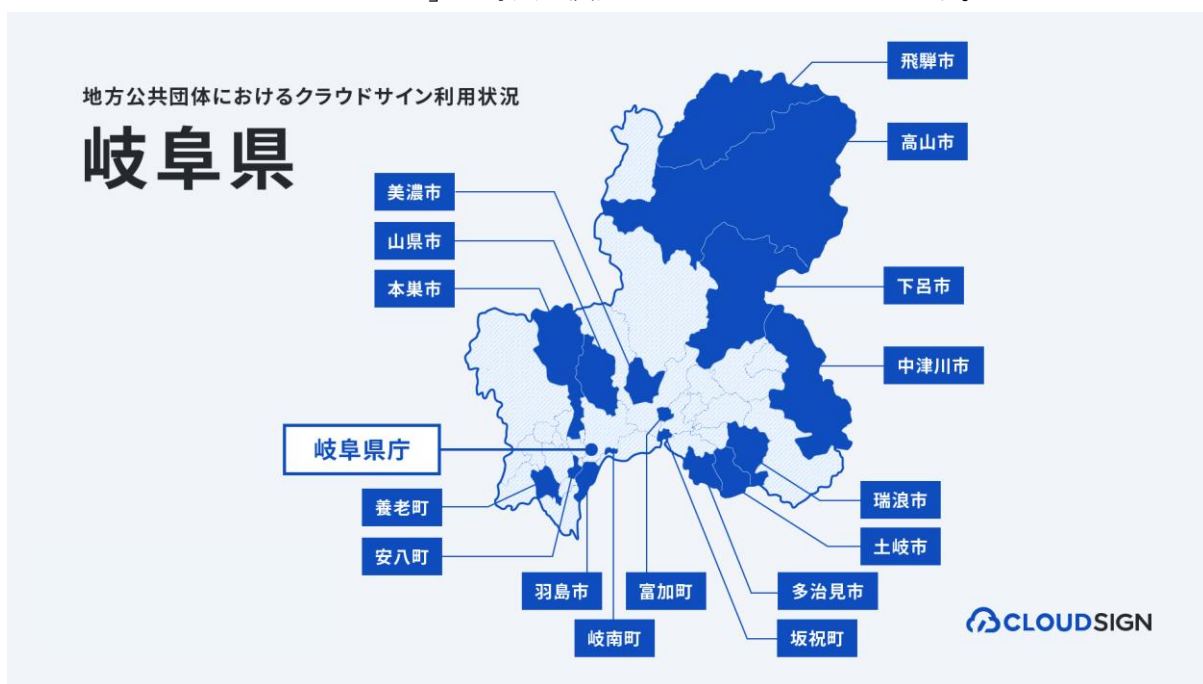 地方公共団体におけるクラウドサイン利用状況
岐阜県
飛騨市
高山市
美濃市
山県市
本巣市
下呂市
中津川市
岐阜県庁
養老町
安八町
羽島市
岐南町
富加町
瑞浪市
土岐市
多治見市
坂祝町
CLOUDSIGN